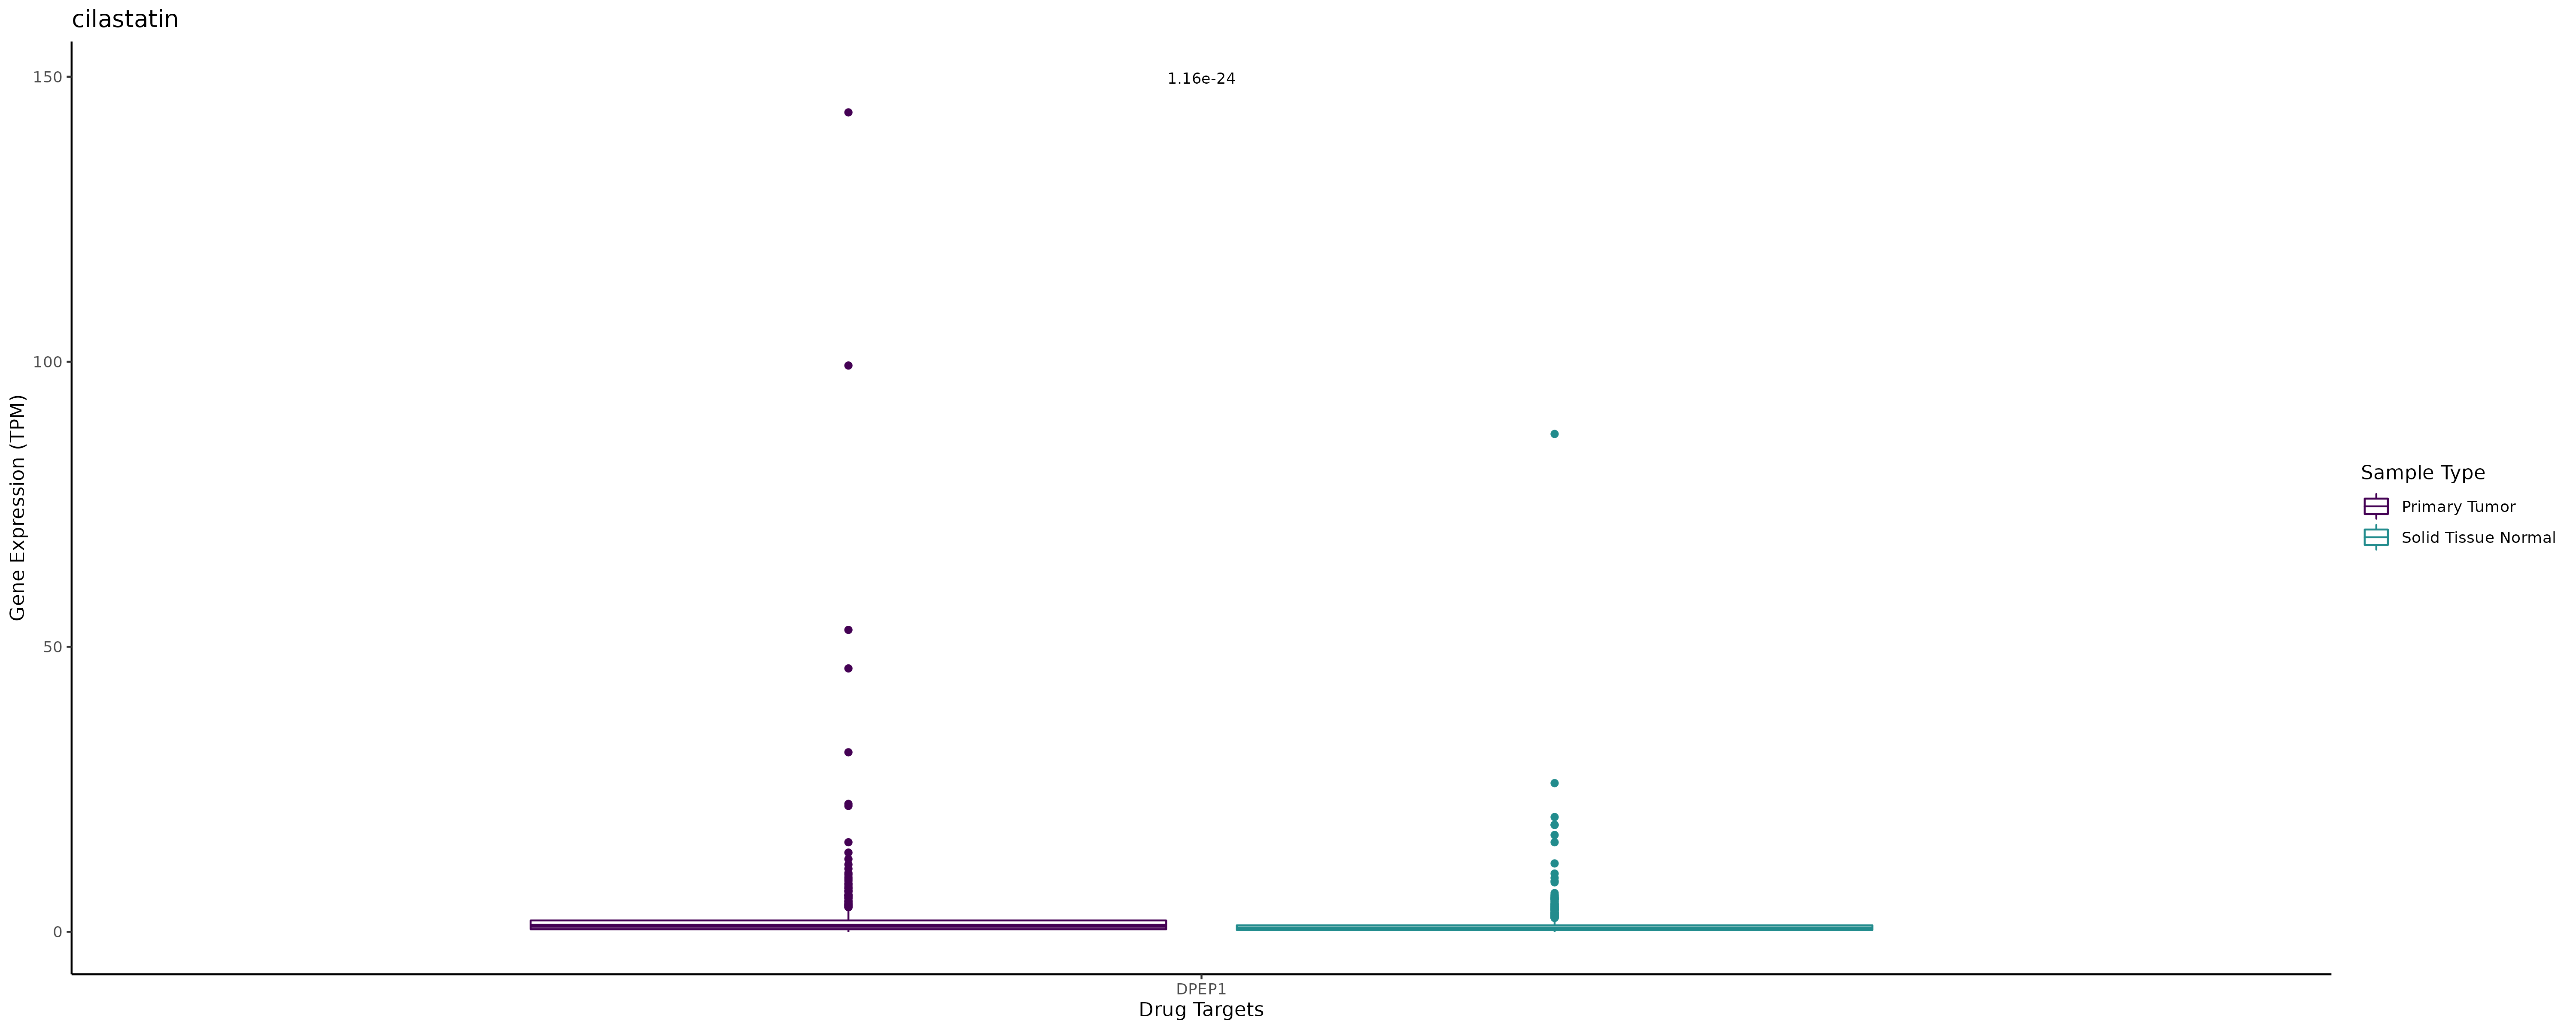 cilastatin
150
1.16e-24
100
50
0
Gene Expression (TPM)
DPEP1
Drug Targets
Sample Type
Primary Tumor
Solid Tissue Normal